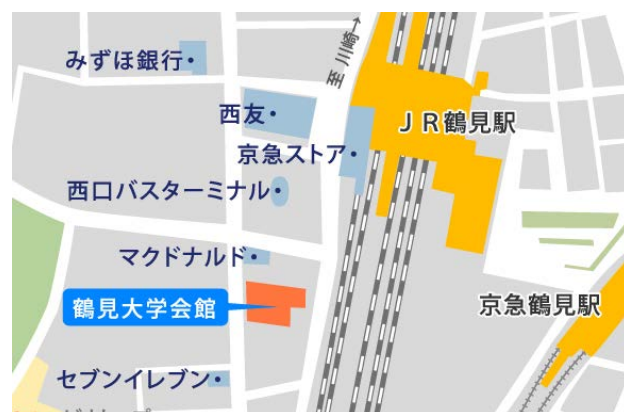 至 川崎→
みずほ銀行
西友
JR鶴見駅
京急ストア
西口バスターミナル
マクドナルド
鶴見大学会館
京急鶴見駅
セブンイレブン